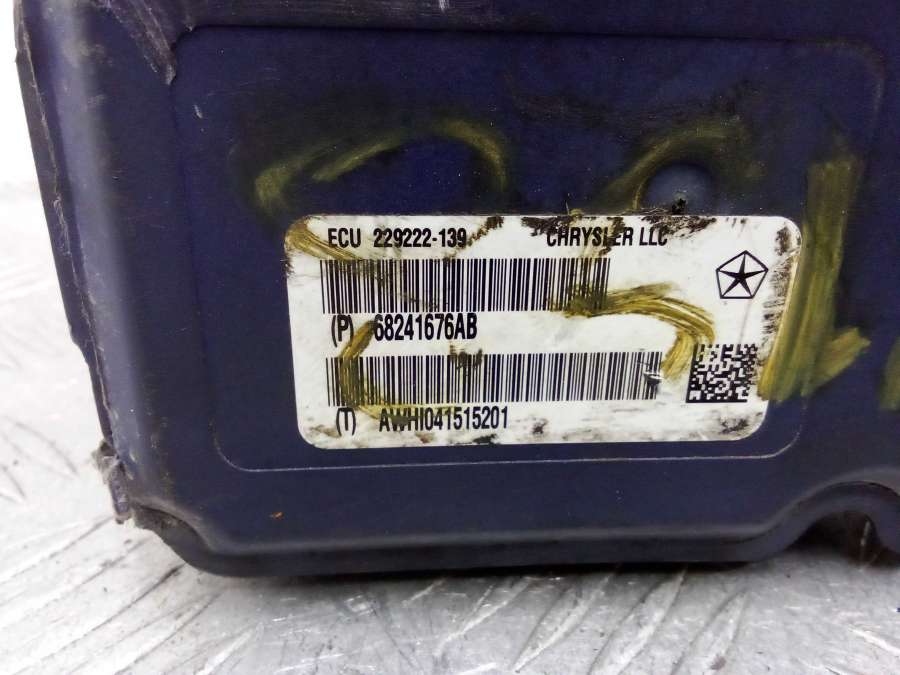 ECU 229222-139 CHRYSLER LLC
(P) 68241676AB
(T) AWHI041515201